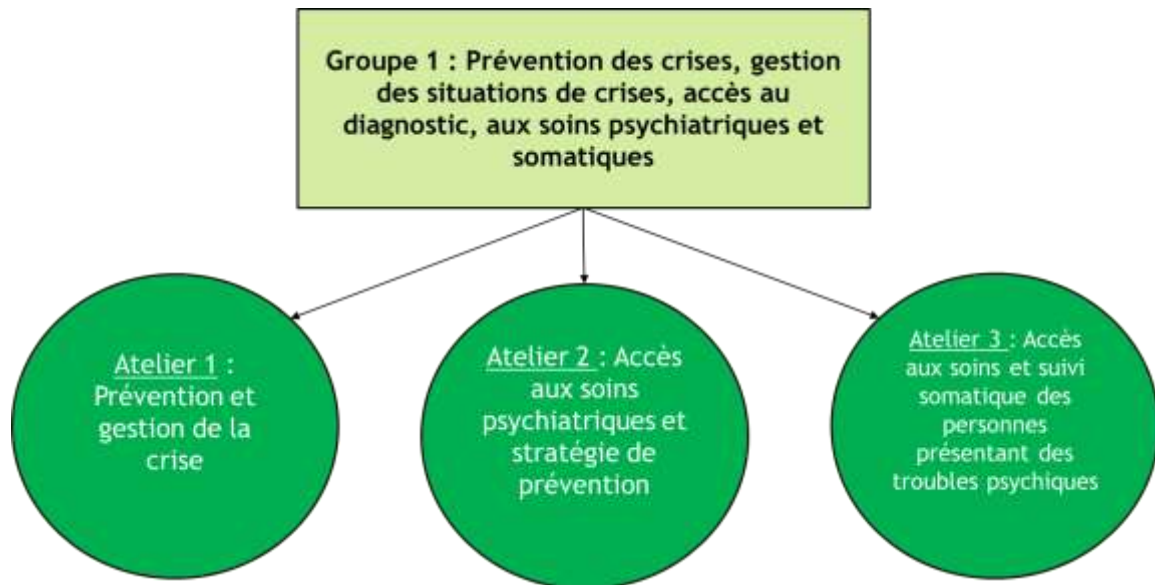 Groupe 1 : Prévention des crises, gestion
des situations de crises, accès au
diagnostic, aux soins psychiatriques et
somatiques
Atelier 1 :
Prévention et
gestion de la
crise
Atelier 2 : Accès
aux soins
psychiatriques et
stratégie de
prévention
Atelier 3 : Accès
aux soins et suivi
somatique des
personnes
présentant des
troubles psychiques